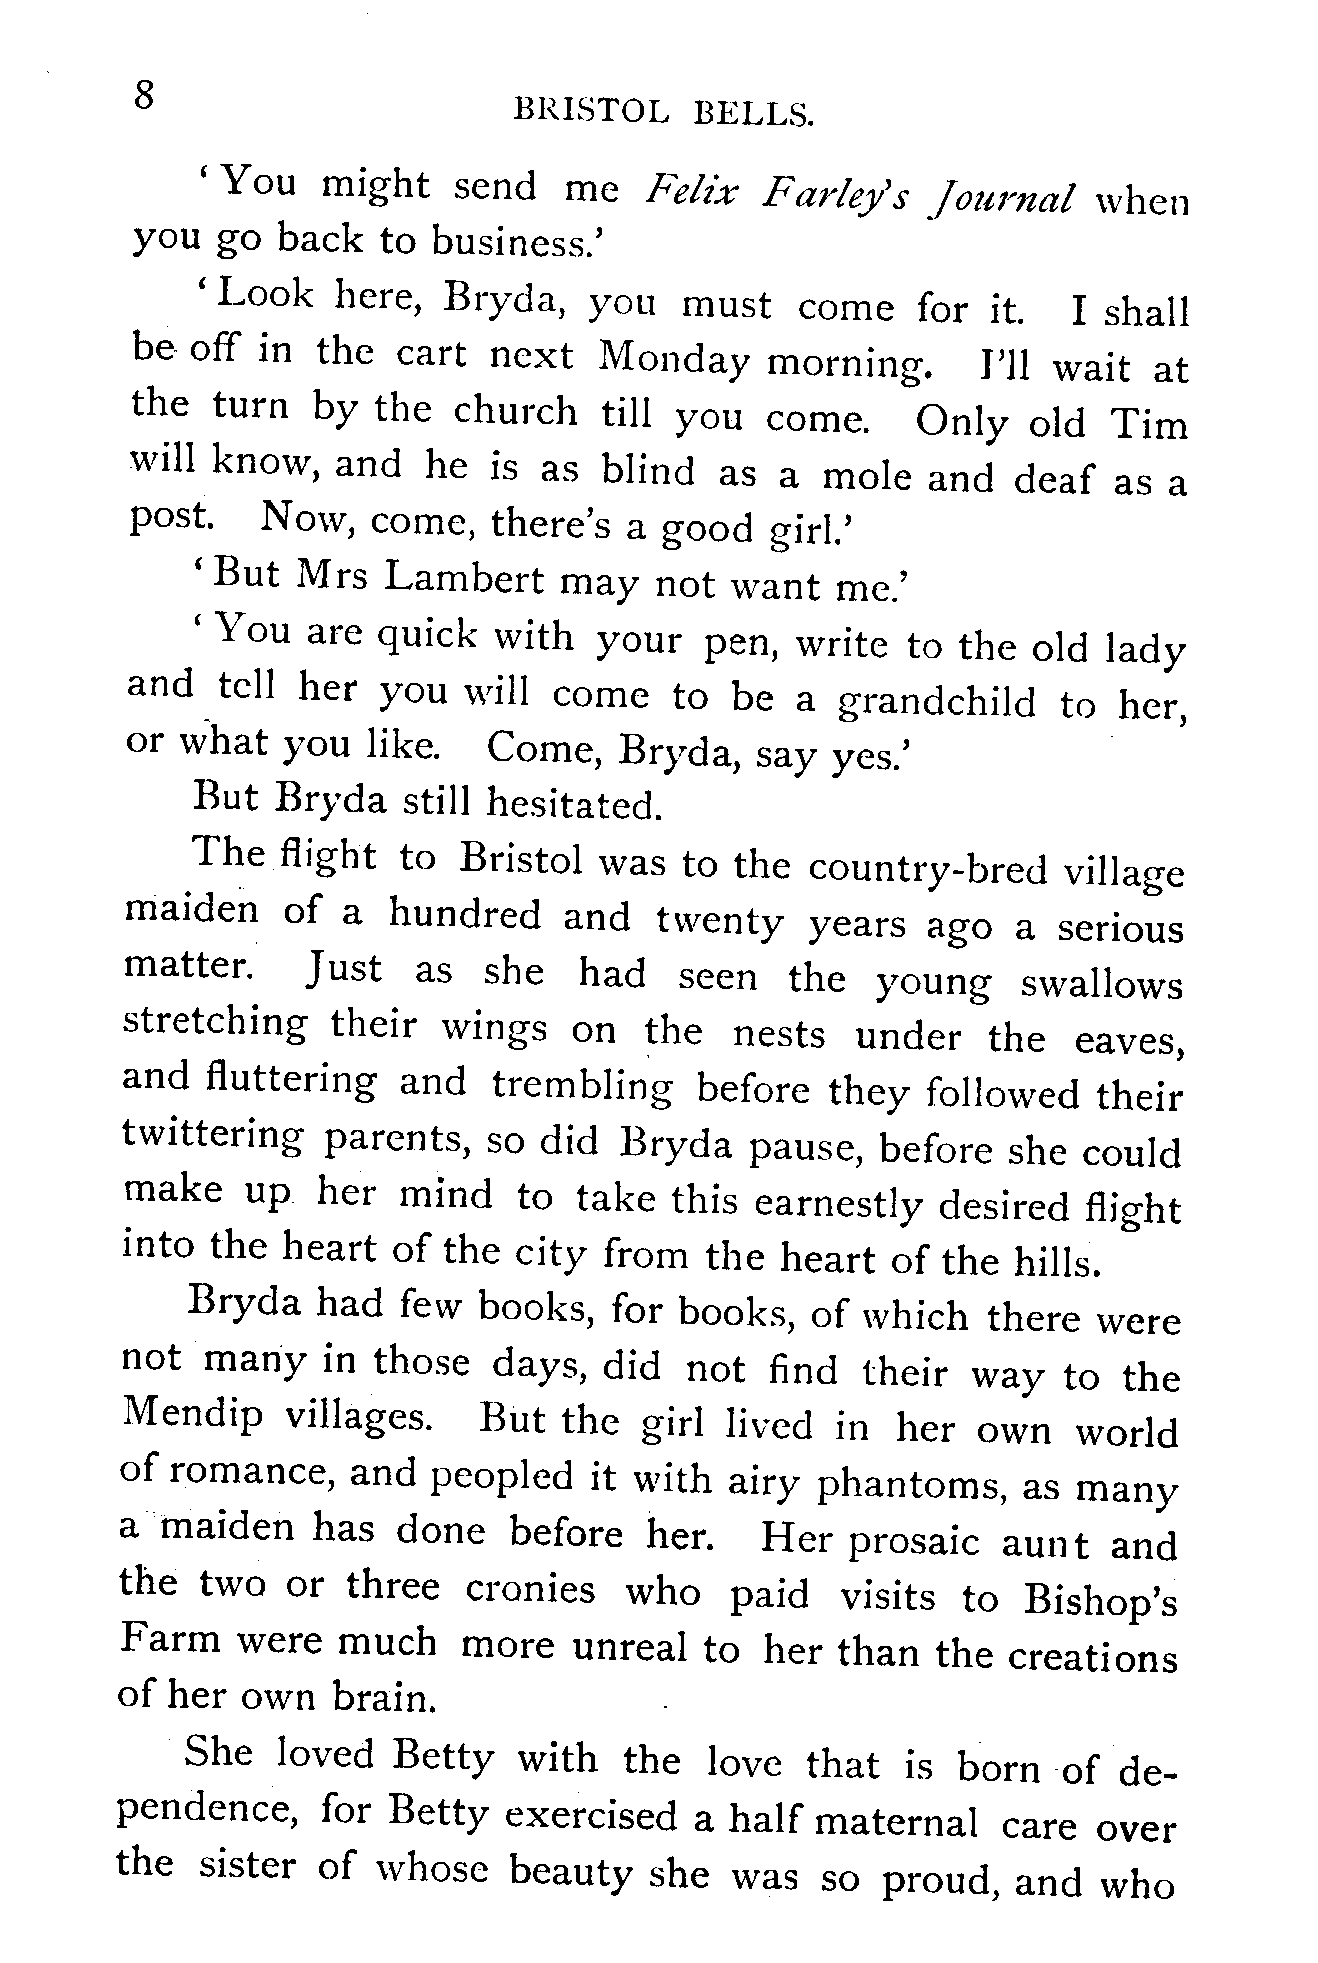 8
BRISTOL BELLS.
‘You might send me Felix Farley's Journal when
you go back to business.’
‘Look here, Bryda, you must come for it. I shall
be off in the cart next Monday morning. I'll wait at
the turn by the church till you come. Only old Tim
will know, and he is as blind as a mole and deaf as a
post. Now, come, there's a good girl.’
‘But Mrs Lambert may not want me.’
‘You are quick with your pen, write to the old lady
and tell her you will come to be a grandchild to her,
or what you like. Come, Bryda, say yes.’
But Bryda still hesitated.
The flight to Bristol was to the country-bred village
maiden of a hundred and twenty years ago a serious
matter. Just as she had seen the young swallows
stretching their wings on the nests under the eaves,
and fluttering and trembling before they followed their
twittering parents, so did Bryda pause, before she could
make up her mind to take this earnestly desired flight
into the heart of the city from the heart of the hills.
Bryda had few books, for books, of which there were
not many in those days, did not find their way to the
Mendip villages. But the girl lived in her own world
of romance, and peopled it with airy phantoms, as many
a maiden has done before her. Her prosaic aunt and
the two or three cronies who paid visits to Bishop's
Farm were much more unreal to her than the creations
of her own brain.
She loved Betty with the love that is born of de-
pendence, for Betty exercised a half maternal care over
the sister of whose beauty she was so proud, and who